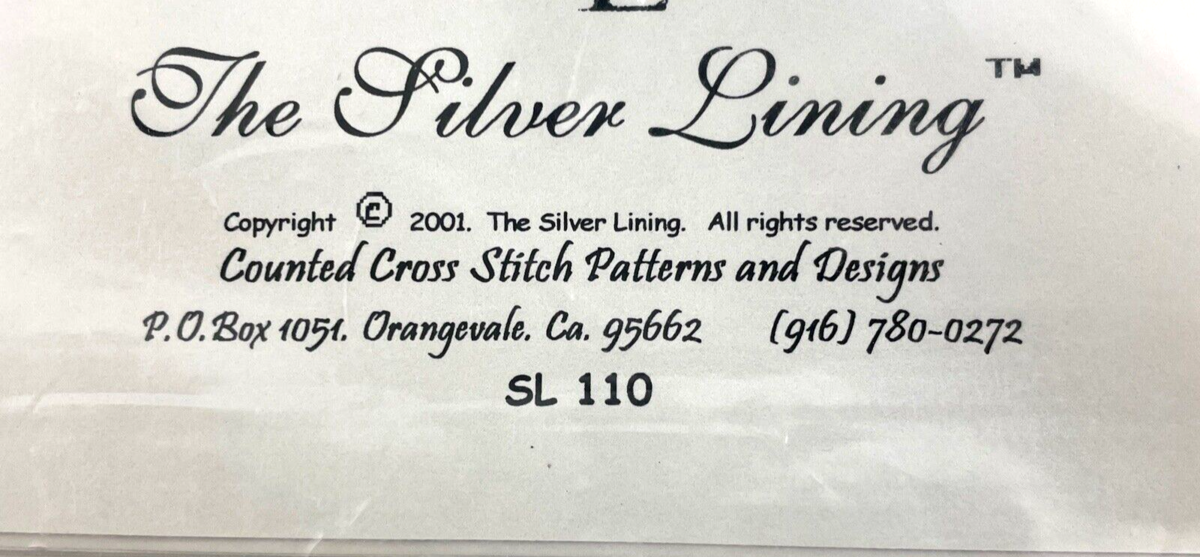 The Silver Lining™
Copyright © 2001. The Silver Lining. All rights reserved.
Counted Cross Stitch Patterns and Designs
P.O. Box 1051. Orangevale. Ca. 95662 (916) 780-0272
SL 110